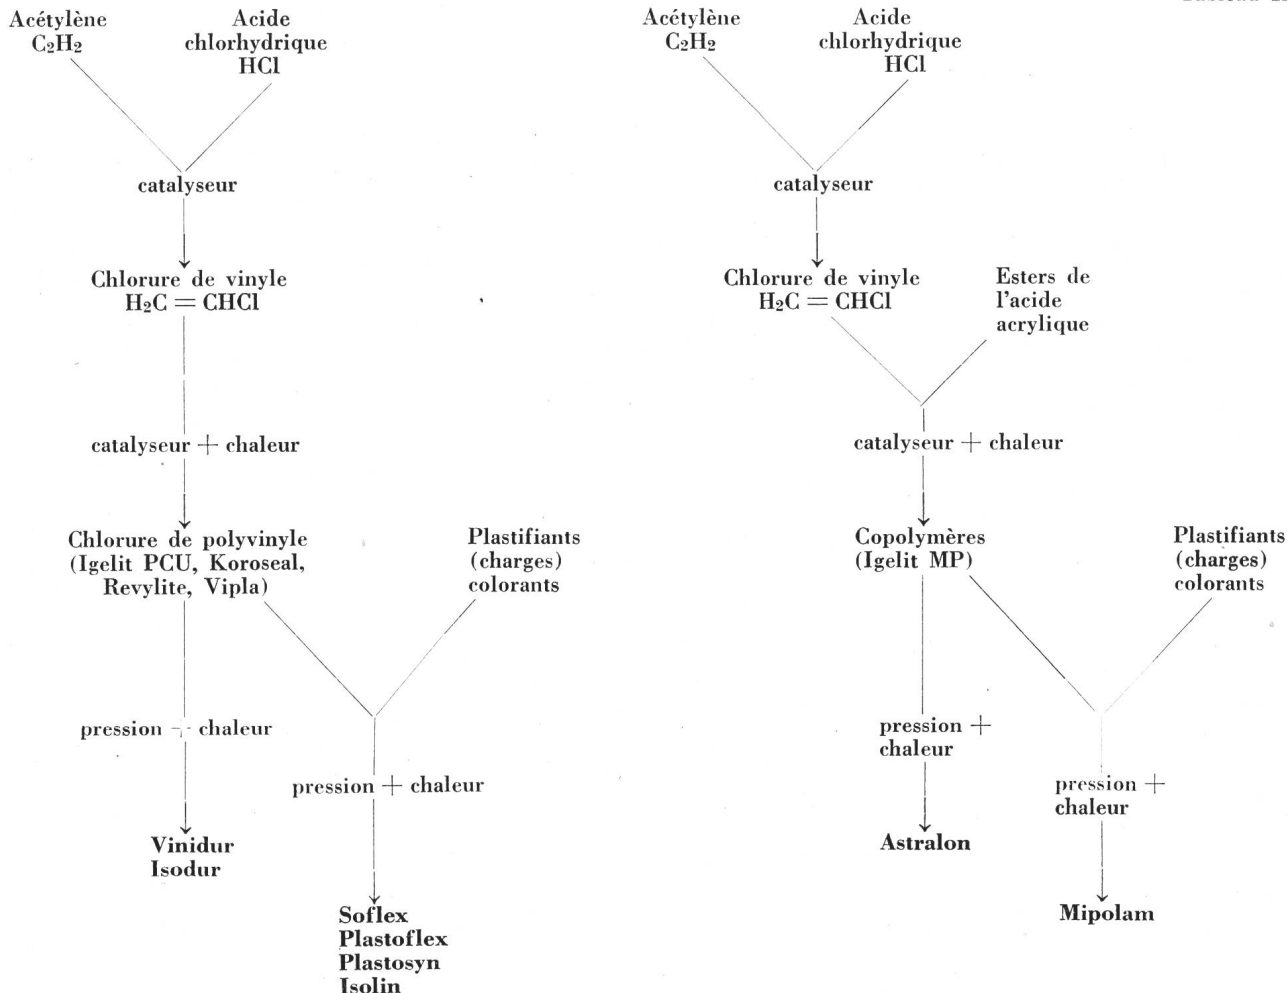 Acétylène
C2H2
Acide
chlorhydrique
HCl
catalyseur
Chlorure de vinyle
H2C = CHCl
catalyseur + chaleur
Chlorure de polyvinyle
(Igelit PCU, Koroseal,
Revylite, Vipla)
Plastifiants
(charges)
colorants
pression + chaleur
Vinidur
Isodur
pression + chaleur
Soflex
Plastoflex
Plastosyn
Isolin
Acétylène
C2H2
Acide
chlorhydrique
HCl
catalyseur
Chlorure de vinyle
H2C = CHCl
Esters de
l'acide
acrylique
catalyseur + chaleur
Copolymères
(Igelit MP)
Plastifiants
(charges)
colorants
pression +
chaleur
Astralon
pression +
chaleur
Mipolam